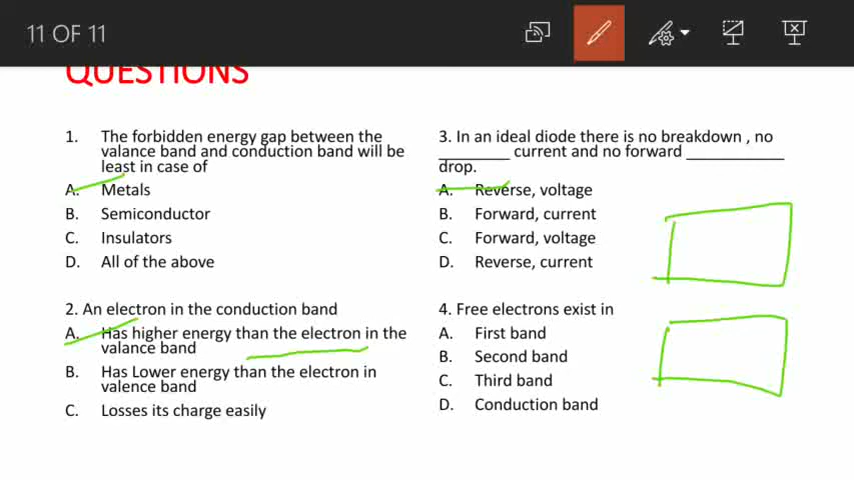 11 OF 11
QUESTIONS
1. The forbidden energy gap between the
valance band and conduction band will be
least in case of
A. Metals
B. Semiconductor
C. Insulators
D. All of the above
2. An electron in the conduction band
A. Has higher energy than the electron in the
valance band
B. Has Lower energy than the electron in
valence band
C. Losses its charge easily
3. In an ideal diode there is no breakdown , no
________ current and no forward ___________
drop.
A. Reverse, voltage
B. Forward, current
C. Forward, voltage
D. Reverse, current
4. Free electrons exist in
A. First band
B. Second band
C. Third band
D. Conduction band